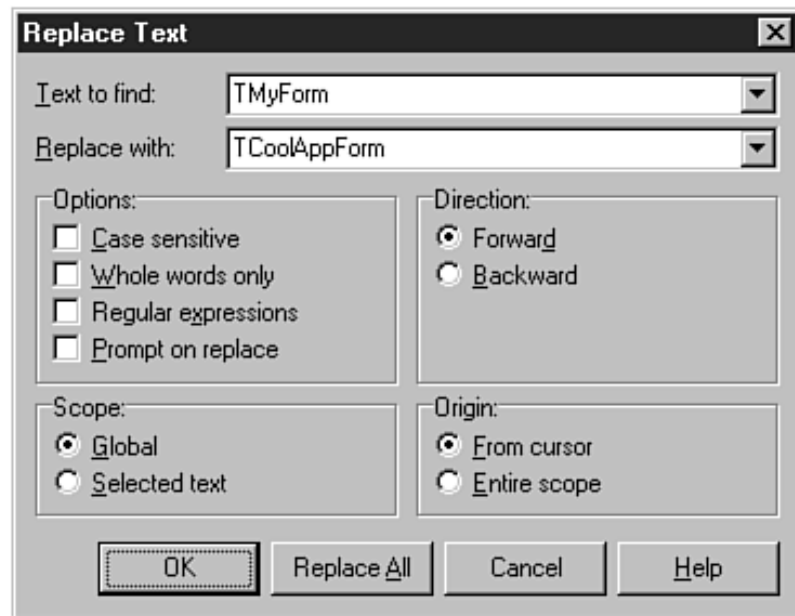 Replace Text
Text to find: TMyForm
Replace with: TCoolAppForm
Options:
Case sensitive
Whole words only
Regular expressions
Prompt on replace
Direction:
Forward
Backward
Scope:
Global
Selected text
Origin:
From cursor
Entire scope
OK Replace All Cancel Help